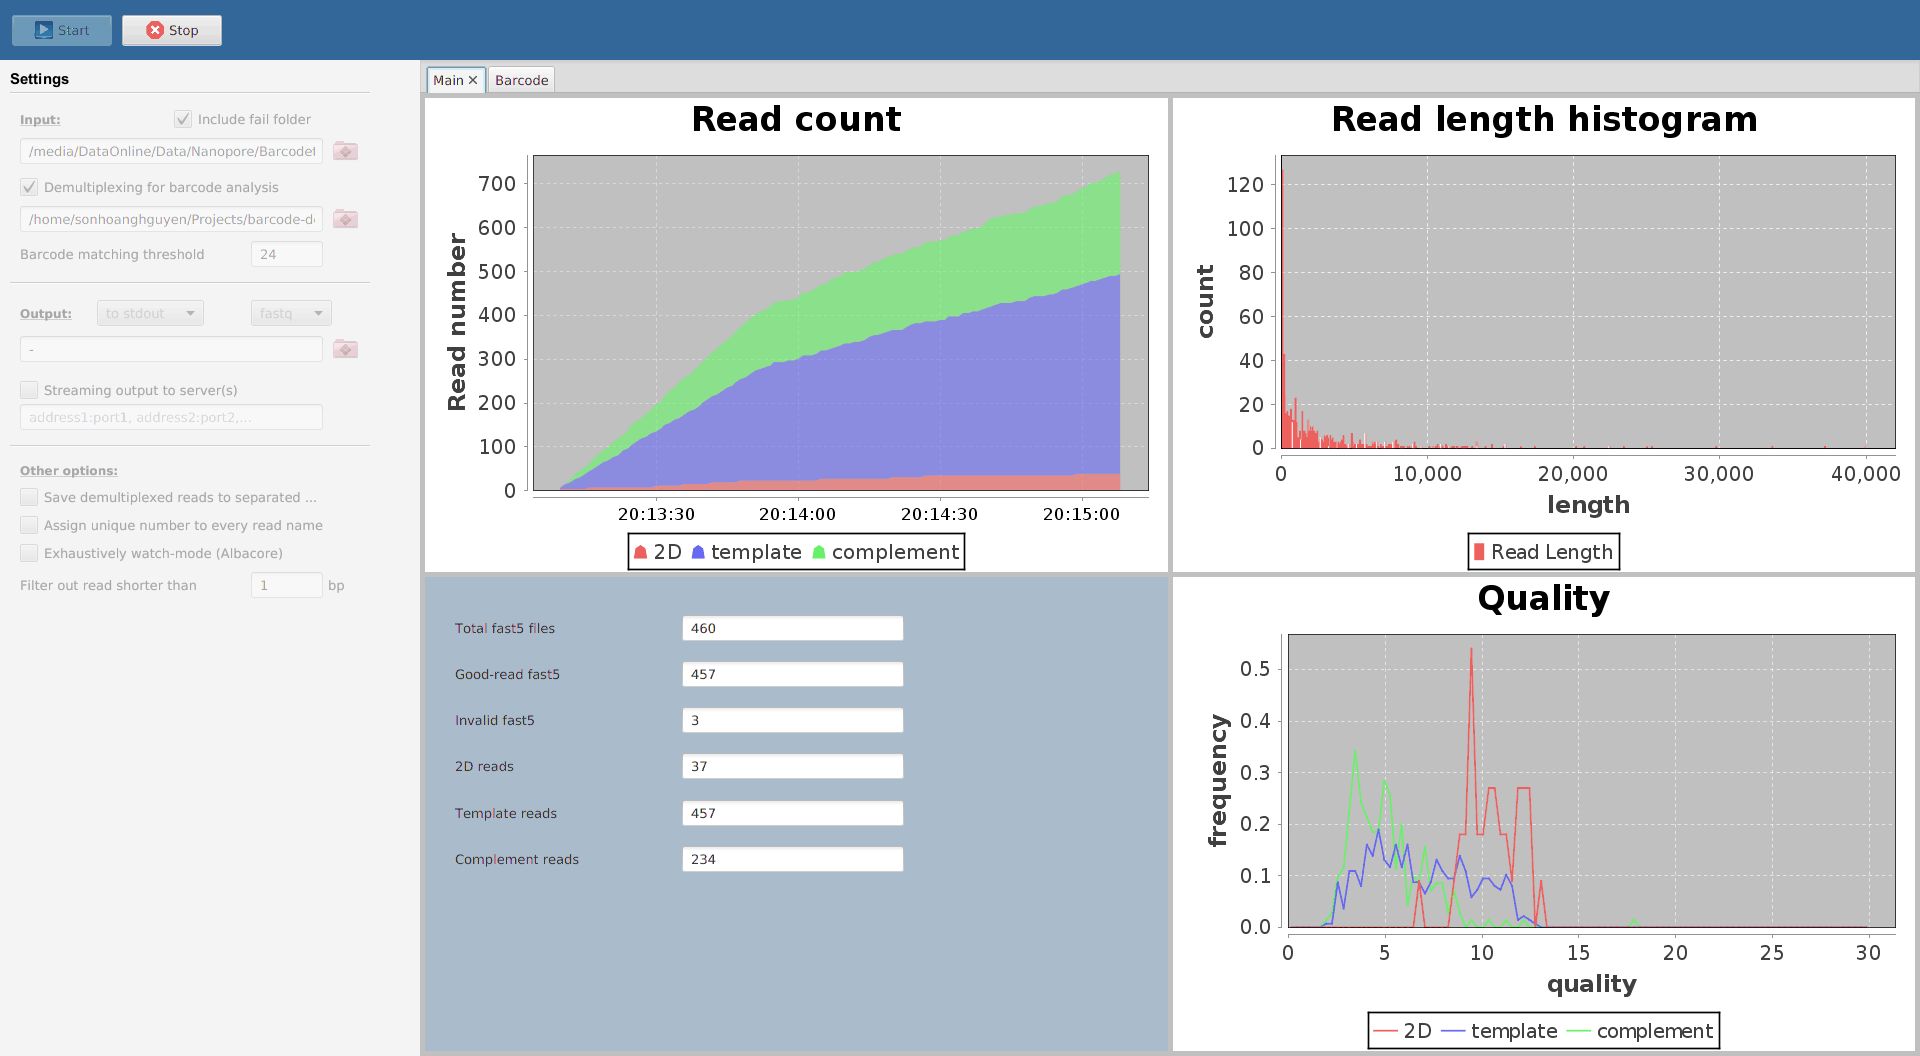 Start Stop
Settings
Input: Include fail folder
/media/DataOnline/Data/Nanopore/Barcodet
Demultiplexing for barcode analysis
/home/sonhoanghguyen/Projects/barcode-d
Barcode matching threshold 24
Output: to stdout fastq
-
Streaming output to server(s)
address1:port1, address2:port2,...
Other options:
Save demultiplexed reads to separated ...
Assign unique number to every read name
Exhaustively watch-mode (Albacore)
Filter out read shorter than 1 bp
Main Barcode
Read count
Read number
700
600
500
400
300
200
100
0
20:13:30 20:14:00 20:14:30 20:15:00
2D template complement
Read length histogram
count
120
100
80
60
40
20
0
0 10,000 20,000 30,000 40,000
length
Read Length
Total fast5 files 460
Good-read fast5 457
Invalid fast5 3
2D reads 37
Template reads 457
Complement reads 234
Quality
frequency
0.5
0.4
0.3
0.2
0.1
0.0
0 5 10 15 20 25 30
quality
2D template complement